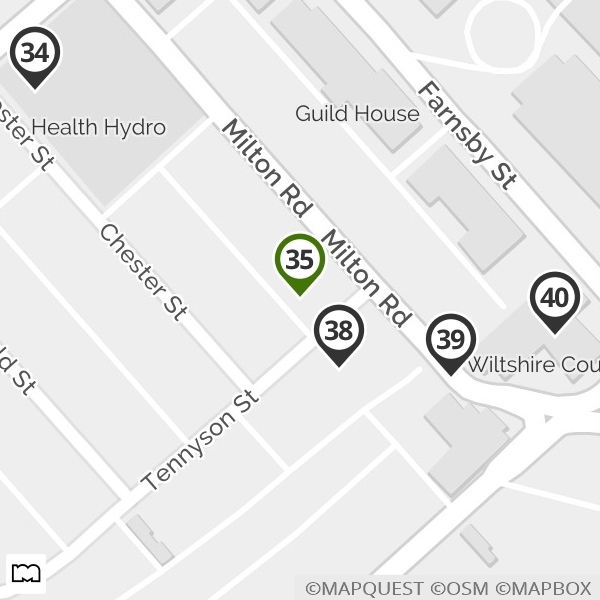 34
Health Hydro
Guild House
Farnsby St
Milton Rd
Milton Rd
Chester St
35
38
39
40
Wiltshire Cou
Tennyson St
©MAPQUEST ©OSM ©MAPBOX